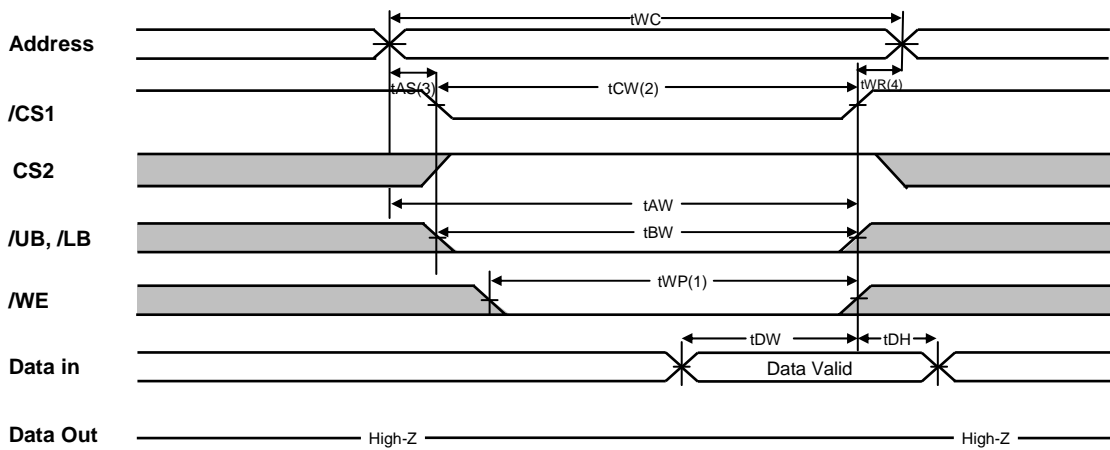 tWC
Address
tAS(3)
tCW(2)
tWR(4)
/CS1
CS2
tAW
/UB, /LB
tBW
tWP(1)
/WE
tDW
tDH
Data in
Data Valid
Data Out
High-Z
High-Z